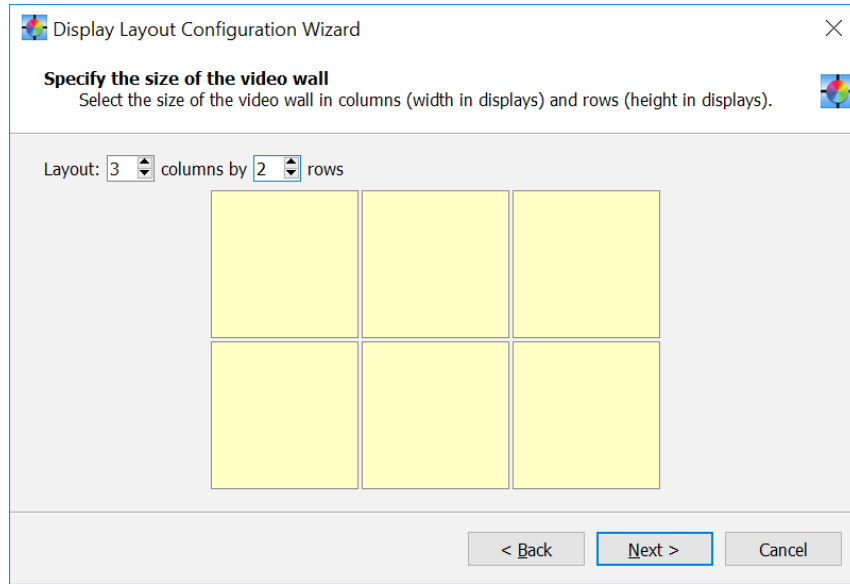 Display Layout Configuration Wizard
Specify the size of the video wall
Select the size of the video wall in columns (width in displays) and rows (height in displays).
Layout: 3 columns by 2 rows
< Back Next > Cancel